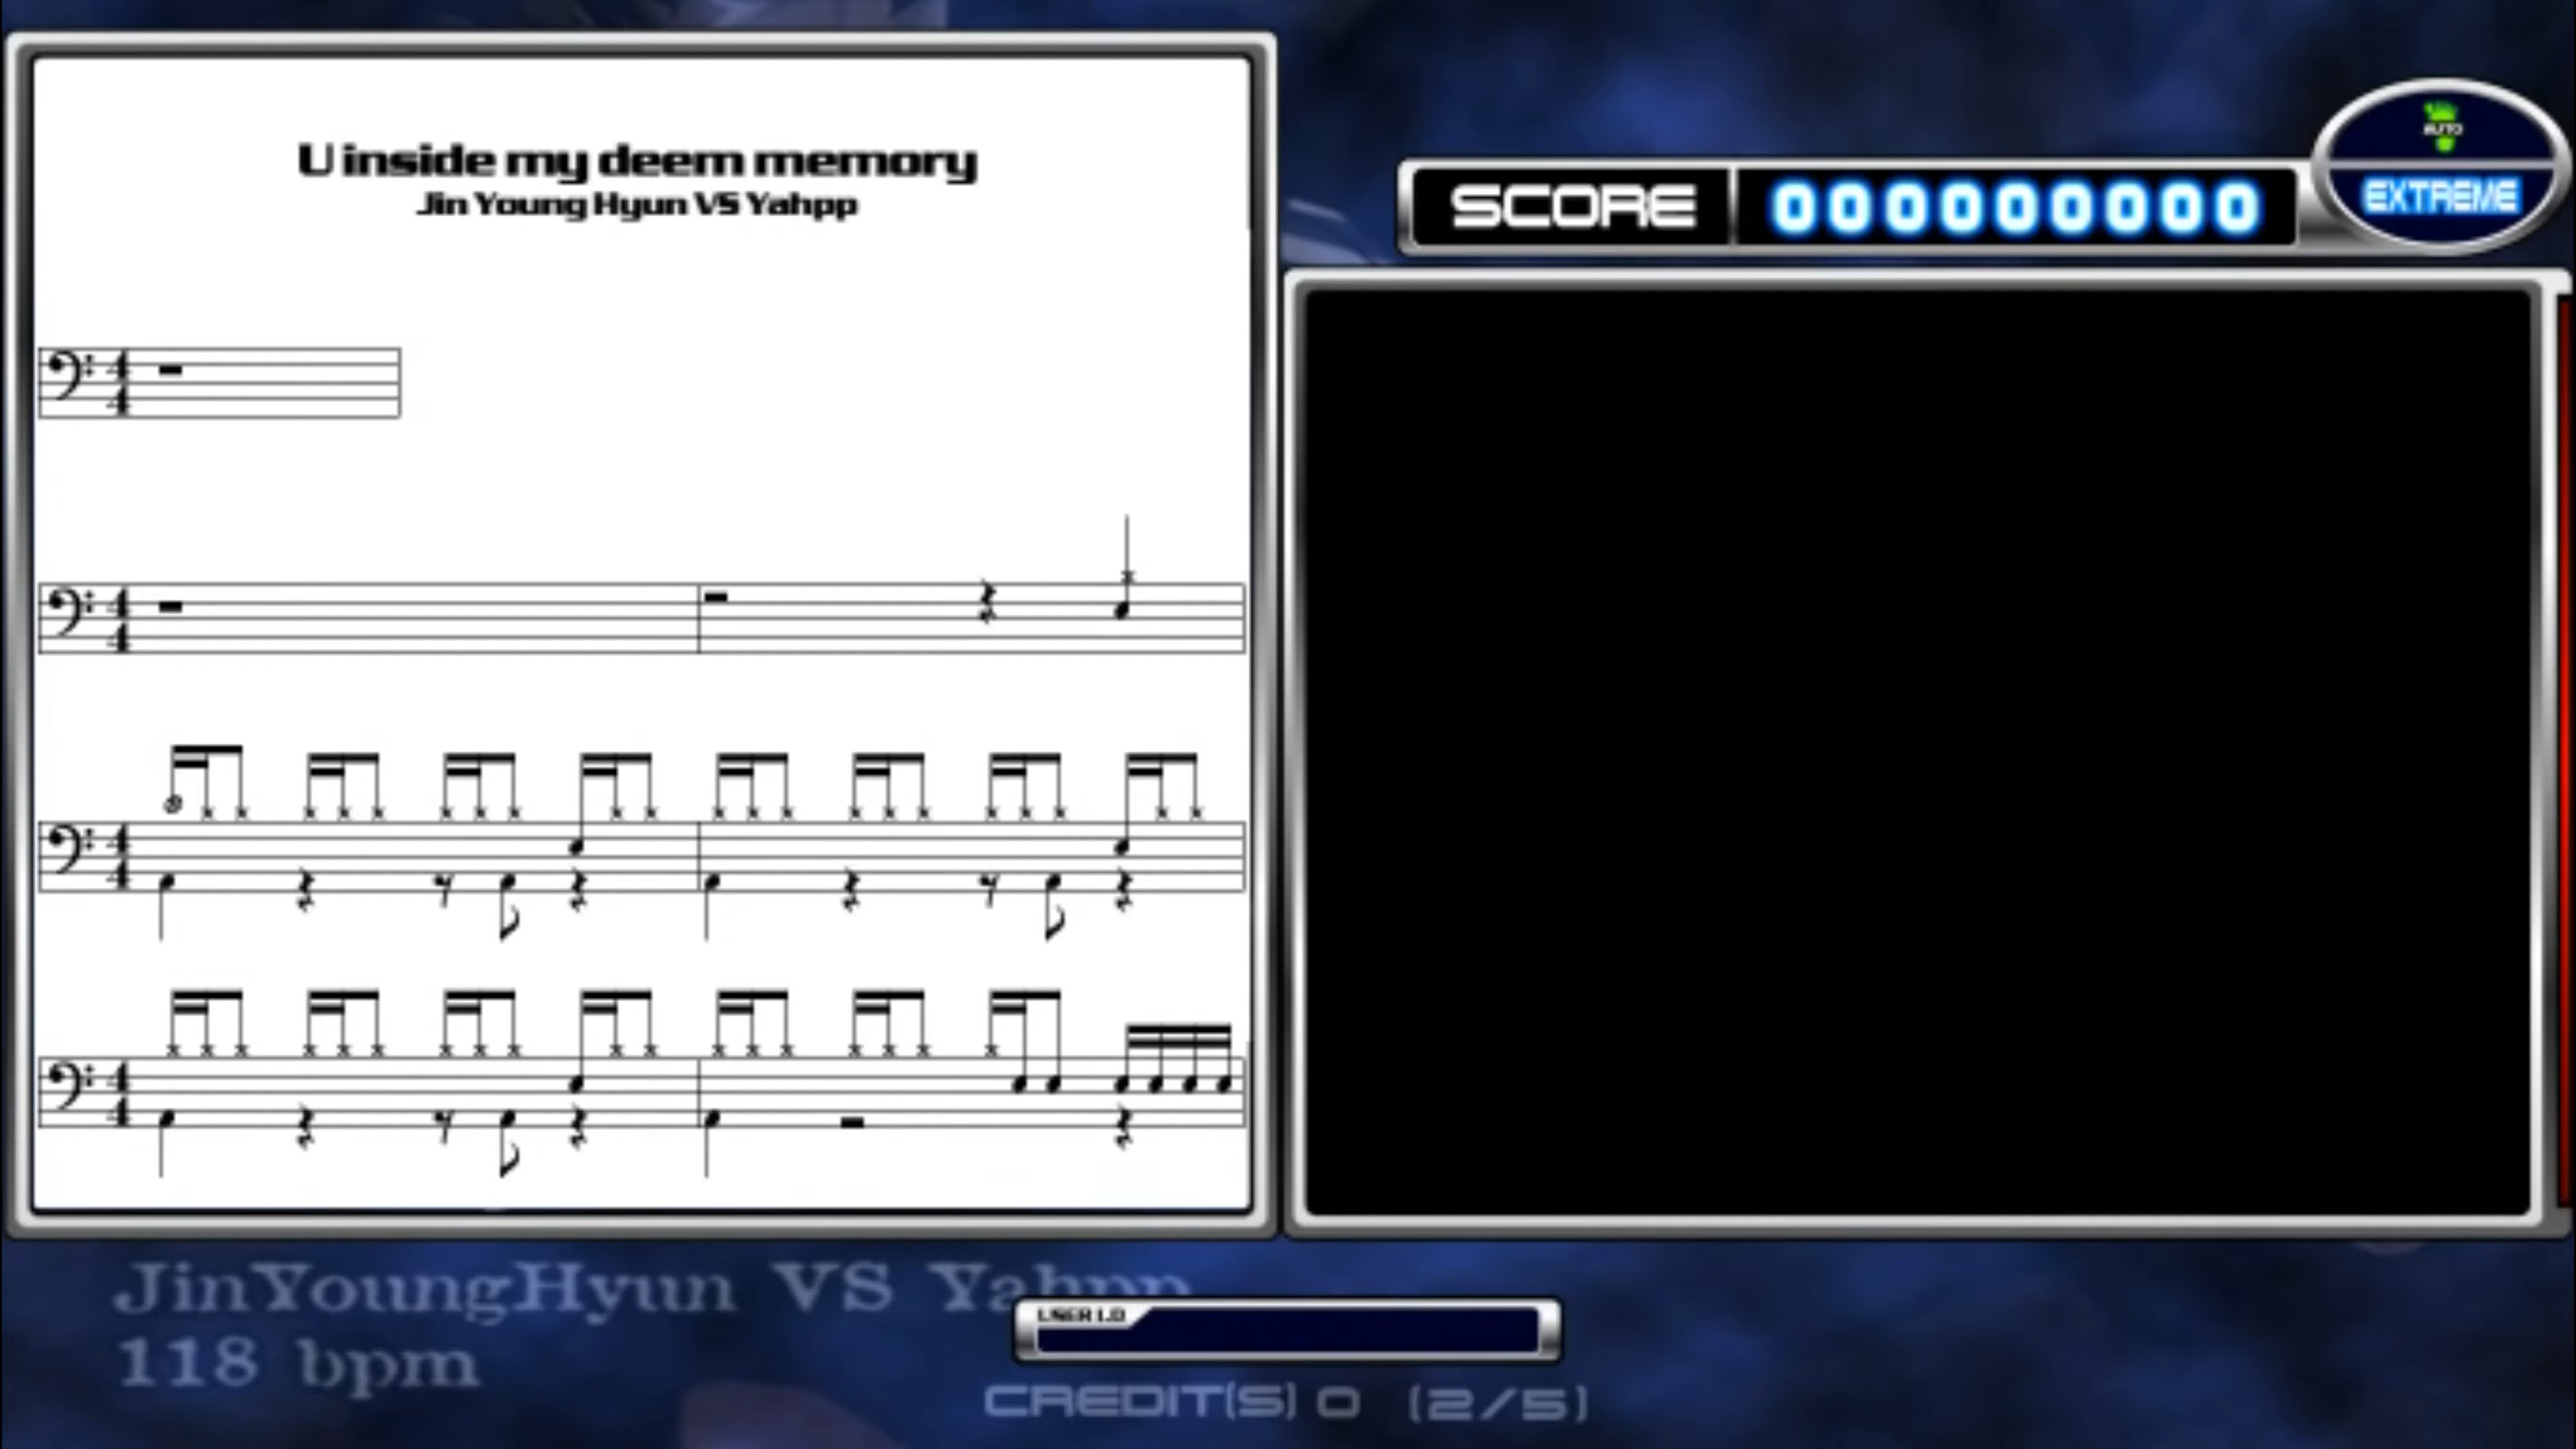 U inside my deem memory
Jin Young Hyun VS Yahpp
SCORE 000000000
AUTO
EXTREME
JinYoungHyun VS Yahpp
118 bpm
USER I.D
CREDIT(S) 0 (2/5)